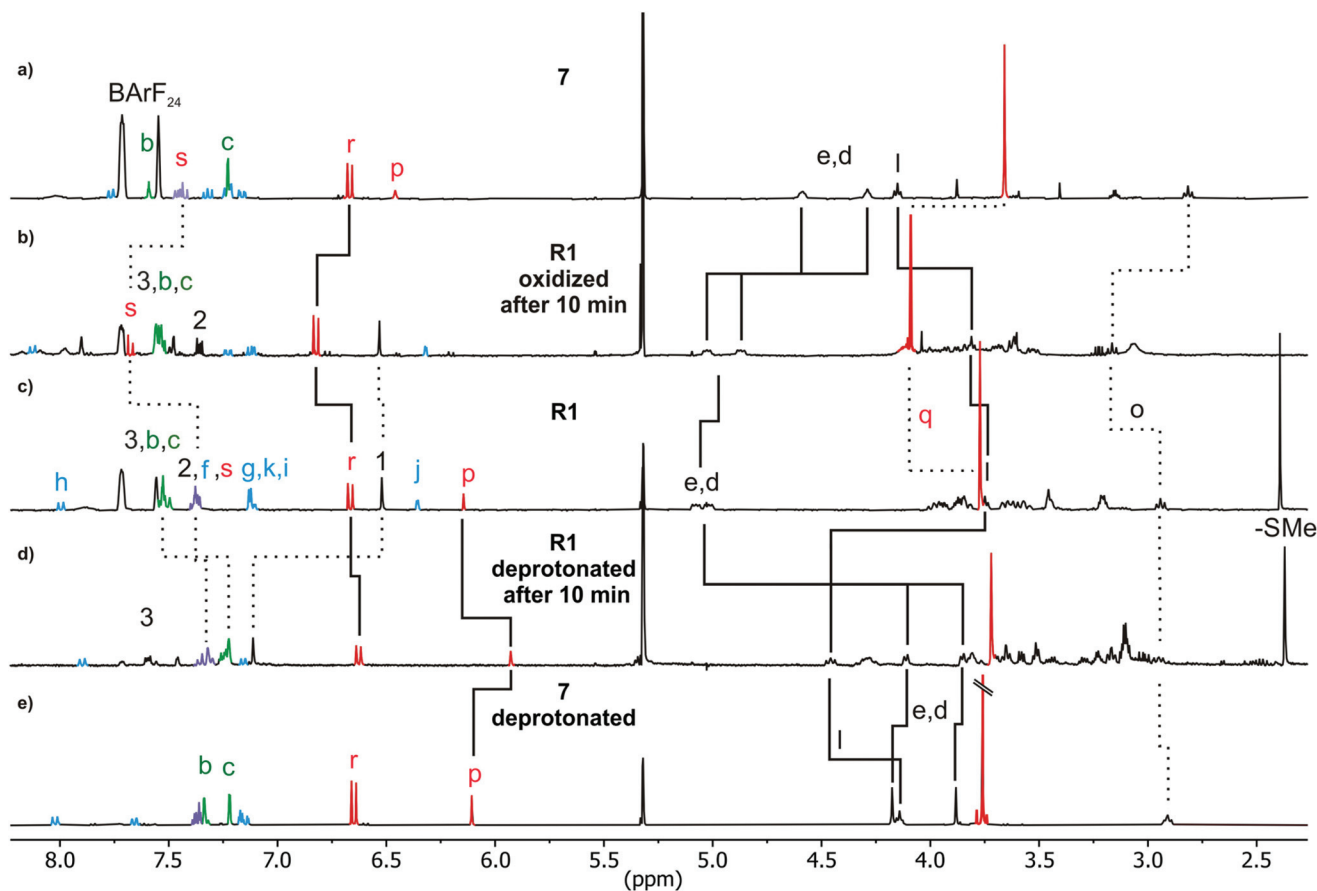 a)
7
BArF24
b
s
c
r
p
e,d
l
b)
R1
oxidized
after 10 min
3,b,c
s
2
c)
R1
3,b,c
h
2,f,s
g,k,i
1
j
r
p
e,d
q
o
-SMe
d)
R1
deprotonated
after 10 min
3
e)
7
deprotonated
b
c
r
p
l
e,d
8.0 7.5 7.0 6.5 6.0 5.5 5.0 4.5 4.0 3.5 3.0 2.5
(ppm)